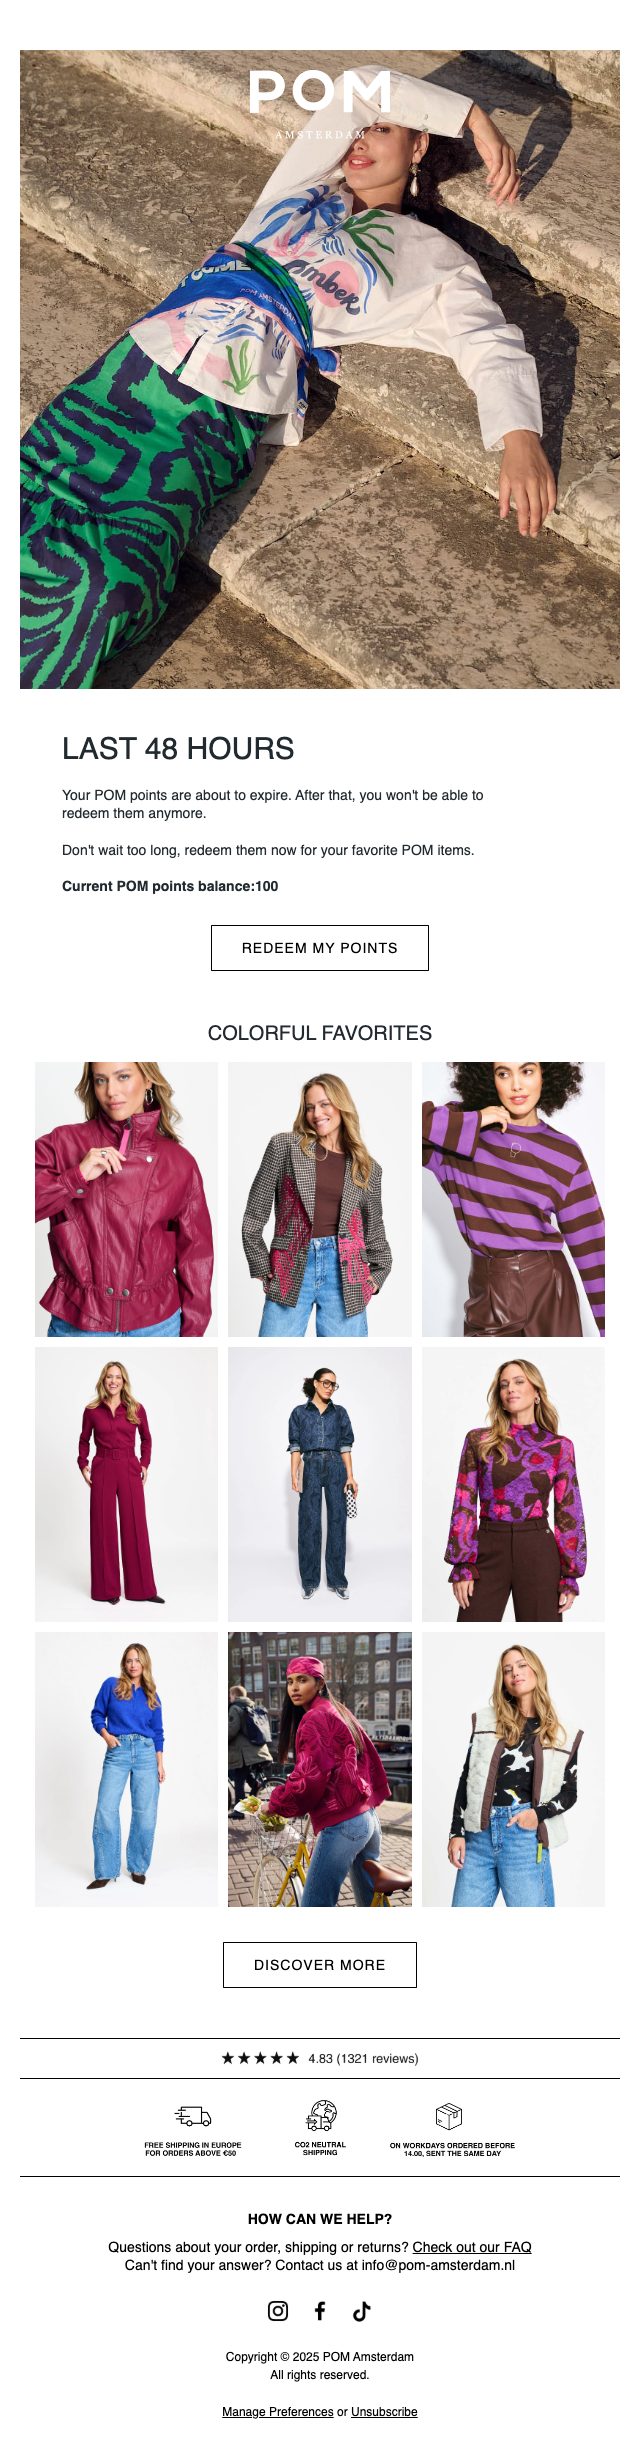 POM
AMSTERDAM
Amber
POM AMSTERDAM
LAST 48 HOURS
Your POM points are about to expire. After that, you won't be able to
redeem them anymore.
Don't wait too long, redeem them now for your favorite POM items.
Current POM points balance:100
REDEEM MY POINTS
COLORFUL FAVORITES
DISCOVER MORE
4.83 (1321 reviews)
FREE SHIPPING IN EUROPE
FOR ORDERS ABOVE €50
CO2 NEUTRAL
SHIPPING
ON WORKDAYS ORDERED BEFORE
14.00, SENT THE SAME DAY
HOW CAN WE HELP?
Questions about your order, shipping or returns? Check out our FAQ
Can't find your answer? Contact us at info@pom-amsterdam.nl
Copyright © 2025 POM Amsterdam
All rights reserved.
Manage Preferences or Unsubscribe